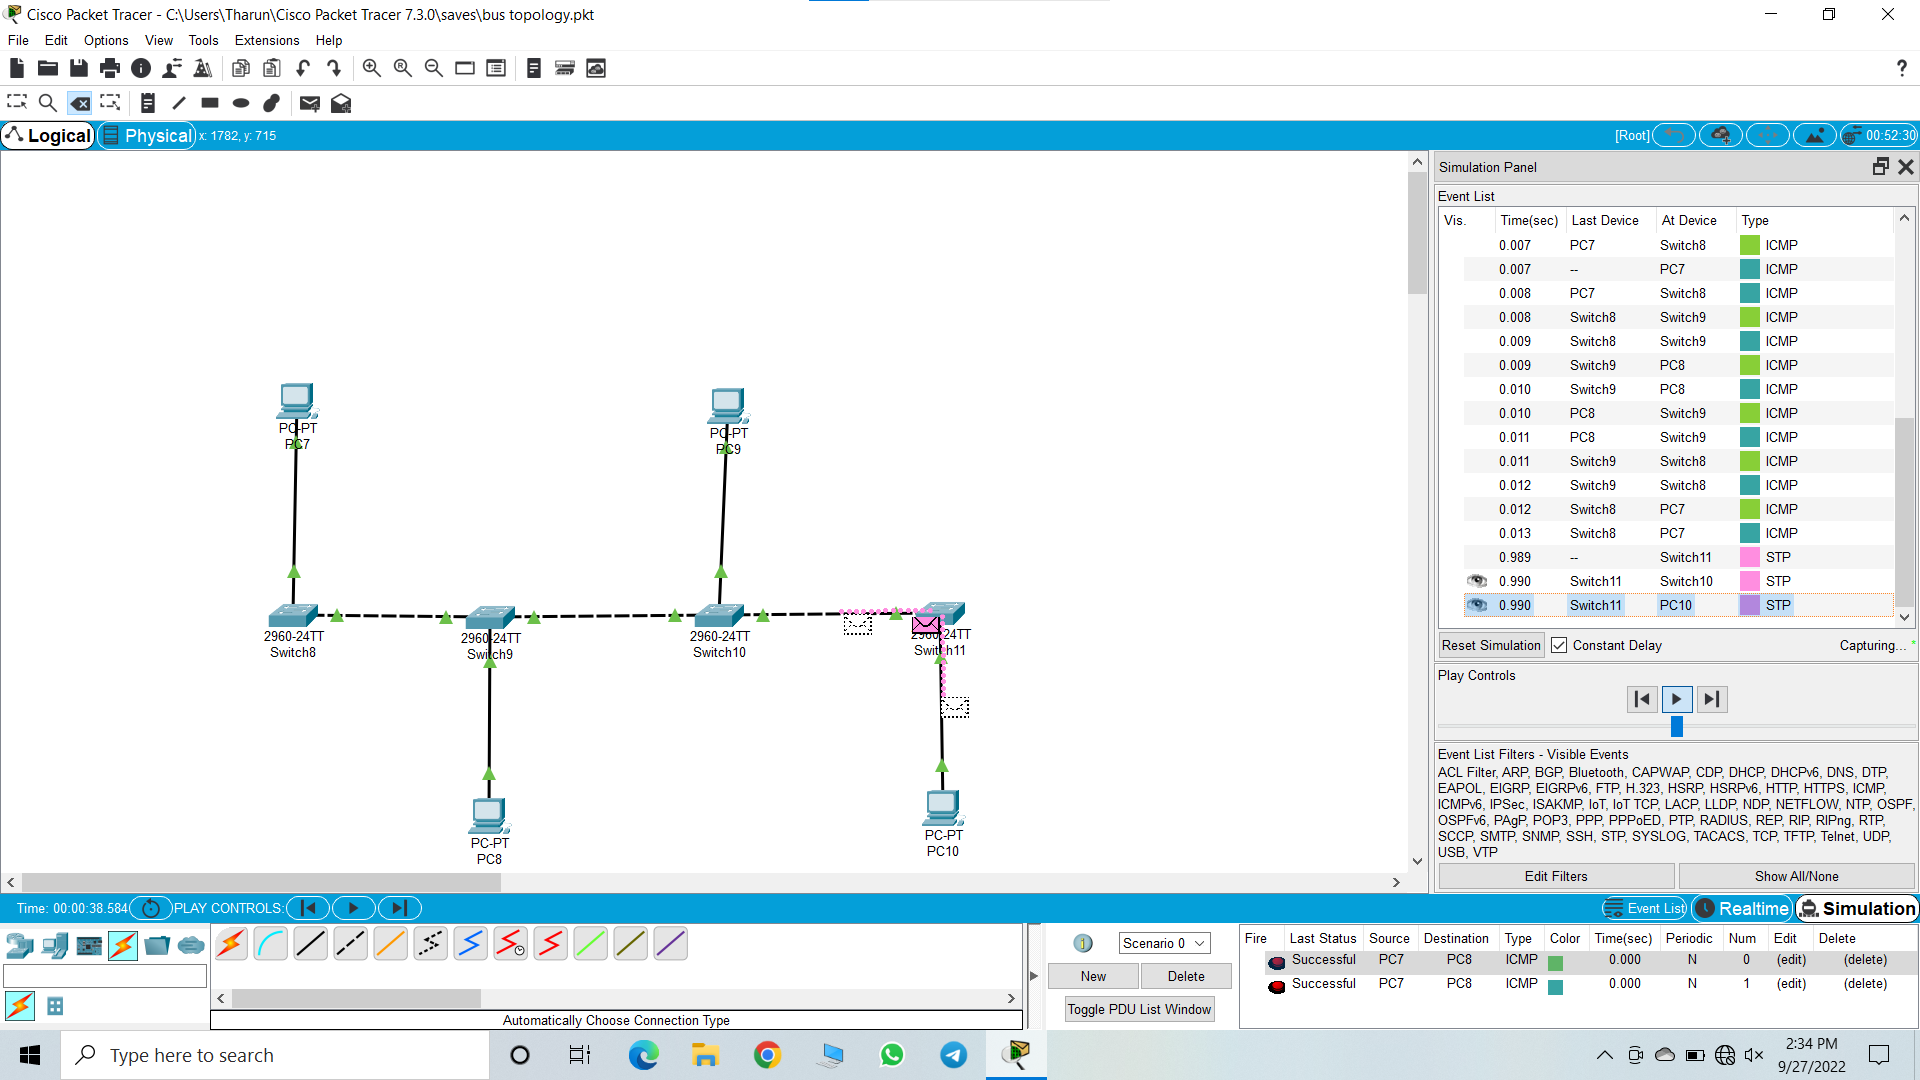 Cisco Packet Tracer - C:\Users\Tharun\Cisco Packet Tracer 7.3.0\saves\bus topology.pkt
File Edit Options View Tools Extensions Help
?
Logical Physical x: 1782, y: 715 [Root] 00:52:30
Simulation Panel
Event List
Vis. Time(sec) Last Device At Device Type
0.007 PC7 Switch8 ICMP
0.007 -- PC7 ICMP
0.008 PC7 Switch8 ICMP
0.008 Switch8 Switch9 ICMP
0.009 Switch8 Switch9 ICMP
0.009 Switch9 PC8 ICMP
0.010 Switch9 PC8 ICMP
0.010 PC8 Switch9 ICMP
0.011 PC8 Switch9 ICMP
0.011 Switch9 Switch8 ICMP
0.012 Switch9 Switch8 ICMP
0.012 Switch8 PC7 ICMP
0.013 Switch8 PC7 ICMP
0.989 -- Switch11 STP
0.990 Switch11 Switch10 STP
0.990 Switch11 PC10 STP
Reset Simulation Constant Delay Capturing... *
Play Controls
Event List Filters - Visible Events
ACL Filter, ARP, BGP, Bluetooth, CAPWAP, CDP, DHCP, DHCPv6, DNS, DTP,
EAPOL, EIGRP, EIGRPv6, FTP, H.323, HSRP, HSRPv6, HTTP, HTTPS, ICMP,
ICMPv6, IPSec, ISAKMP, IoT, IoT TCP, LACP, LLDP, NDP, NETFLOW, NTP, OSPF,
OSPFv6, PAgP, POP3, PPP, PPPoED, PTP, RADIUS, REP, RIP, RIPng, RTP,
SCCP, SMTP, SNMP, SSH, STP, SYSLOG, TACACS, TCP, TFTP, Telnet, UDP,
USB, VTP
Edit Filters Show All/None
PC-PT
PC7
PC-PT
PC9
2960-24TT
Switch8
2960-24TT
Switch9
2960-24TT
Switch10
2960-24TT
Switch11
PC-PT
PC8
PC-PT
PC10
Time: 00:00:38.584 PLAY CONTROLS: Event List Realtime Simulation
Automatically Choose Connection Type
1 Scenario 0
New Delete
Toggle PDU List Window
Fire Last Status Source Destination Type Color Time(sec) Periodic Num Edit Delete
Successful PC7 PC8 ICMP 0.000 N 0 (edit) (delete)
Successful PC7 PC8 ICMP 0.000 N 1 (edit) (delete)
Type here to search
2:34 PM
9/27/2022